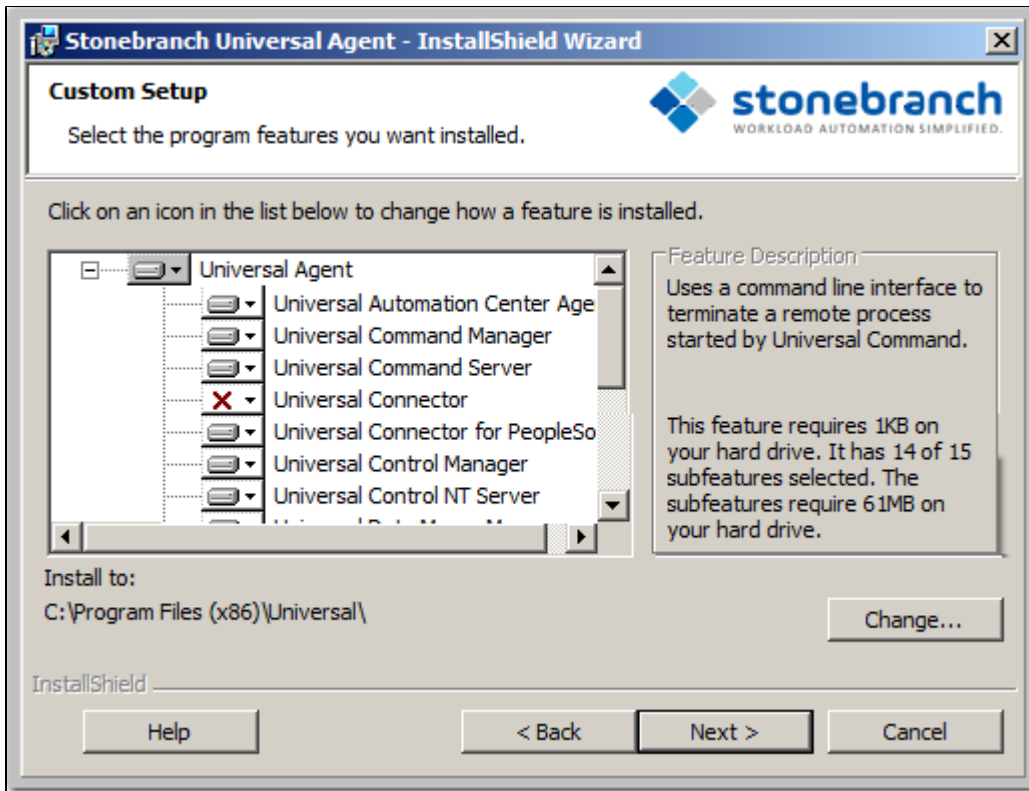 Stonebranch Universal Agent - InstallShield Wizard
Custom Setup
Select the program features you want installed.
stonebranch
WORKLOAD AUTOMATION SIMPLIFIED.
Click on an icon in the list below to change how a feature is installed.
Universal Agent
Universal Automation Center Age
Universal Command Manager
Universal Command Server
Universal Connector
Universal Connector for PeopleSo
Universal Control Manager
Universal Control NT Server
Feature Description
Uses a command line interface to
terminate a remote process
started by Universal Command.
This feature requires 1KB on
your hard drive. It has 14 of 15
subfeatures selected. The
subfeatures require 61MB on
your hard drive.
Install to:
C:\Program Files (x86)\Universal\
Change...
InstallShield
Help
< Back
Next >
Cancel